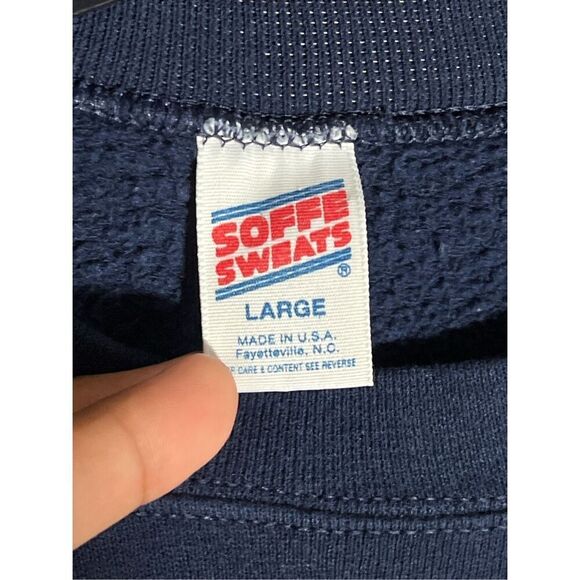 SOFFE
SWEATS
®
LARGE
MADE IN U.S.A.
Fayetteville, N.C.
CARE & CONTENT SEE REVERSE